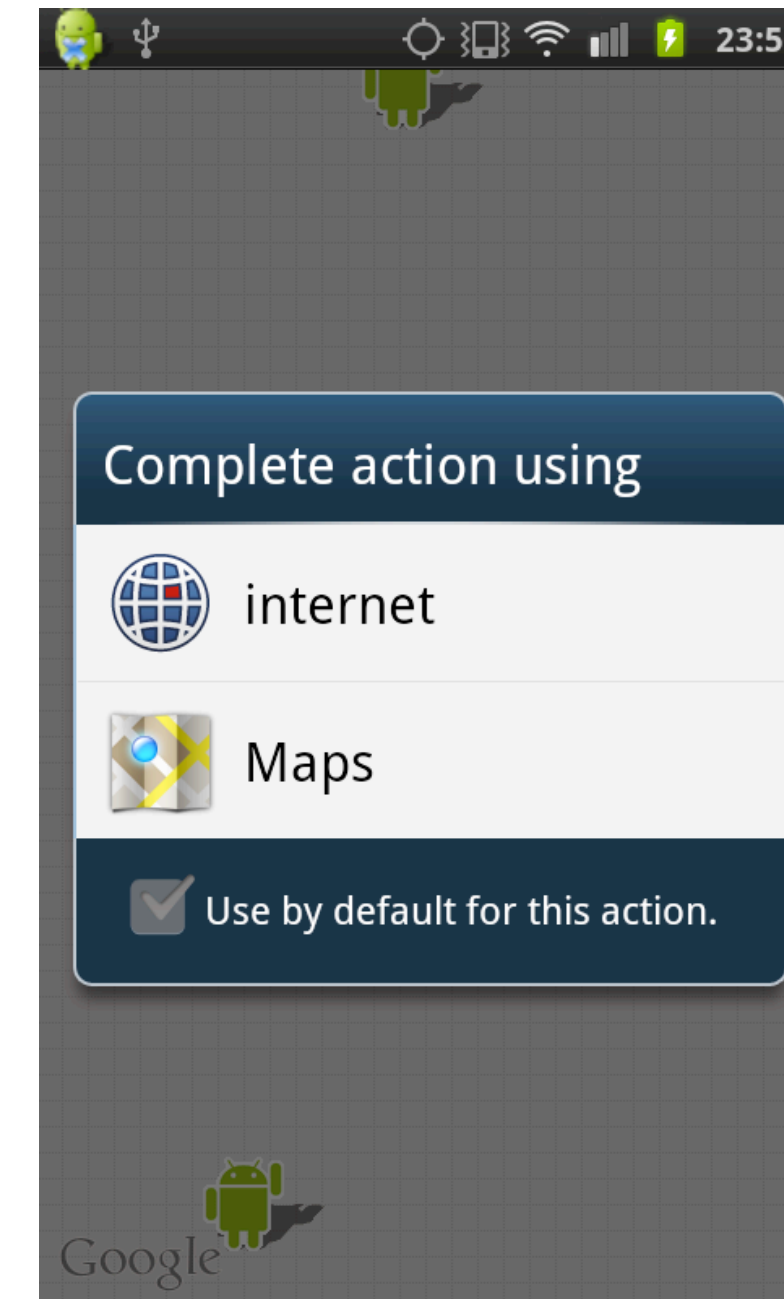 23:5
Complete action using
internet
Maps
Use by default for this action.
Google